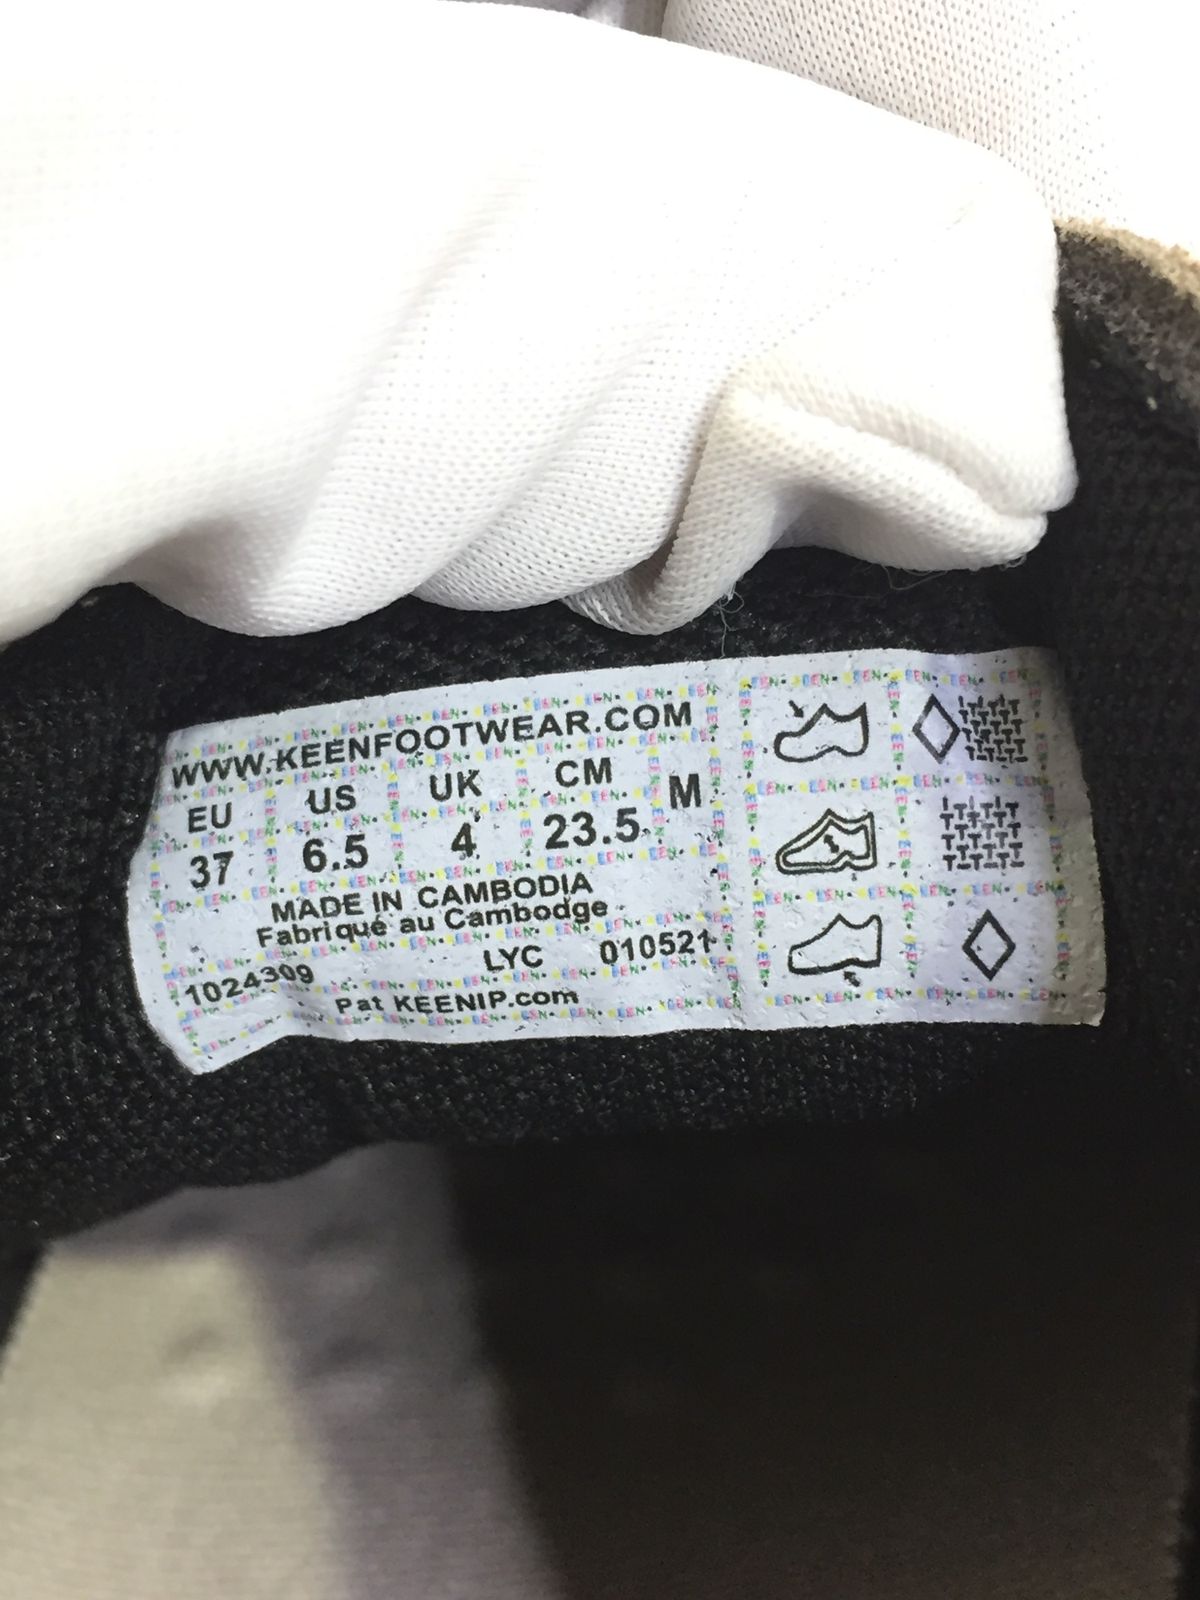 WWW.KEENFOOTWEAR.COM
EU US UK CM M
37 6.5 4 23.5
MADE IN CAMBODIA
Fabriqué au Cambodge
1024309 LYC 010521
Pat KEENIP.com